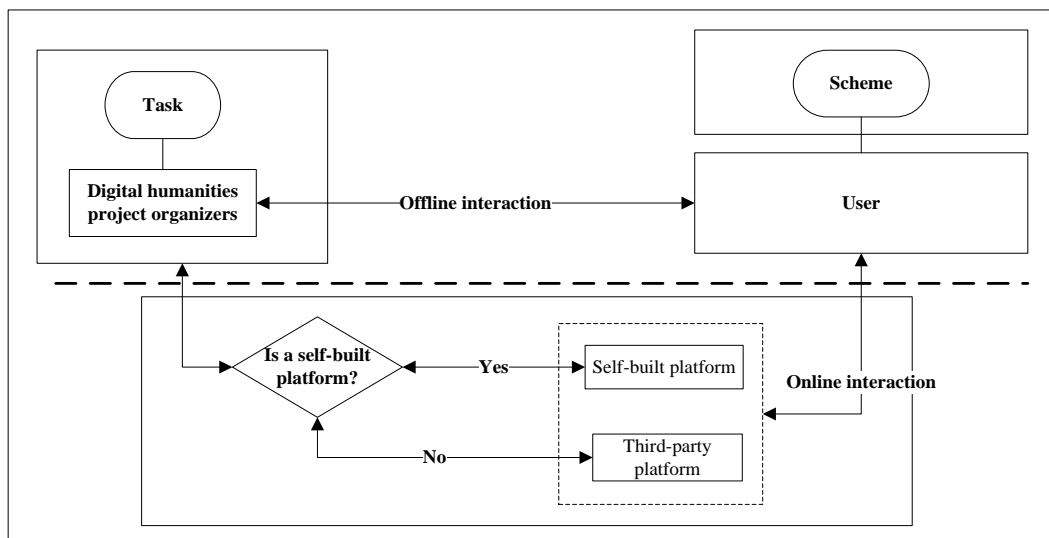 Task
Scheme
Digital humanities
project organizers
Offline interaction
User
Is a self-built
platform?
Yes
Self-built platform
Online interaction
No
Third-party
platform